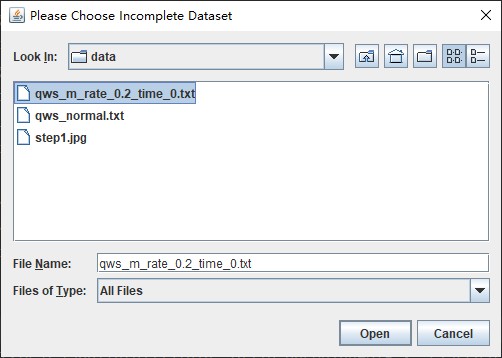 Please Choose Incomplete Dataset
Look In: data
qws_m_rate_0.2_time_0.txt
qws_normal.txt
step1.jpg
File Name: qws_m_rate_0.2_time_0.txt
Files of Type: All Files
Open Cancel